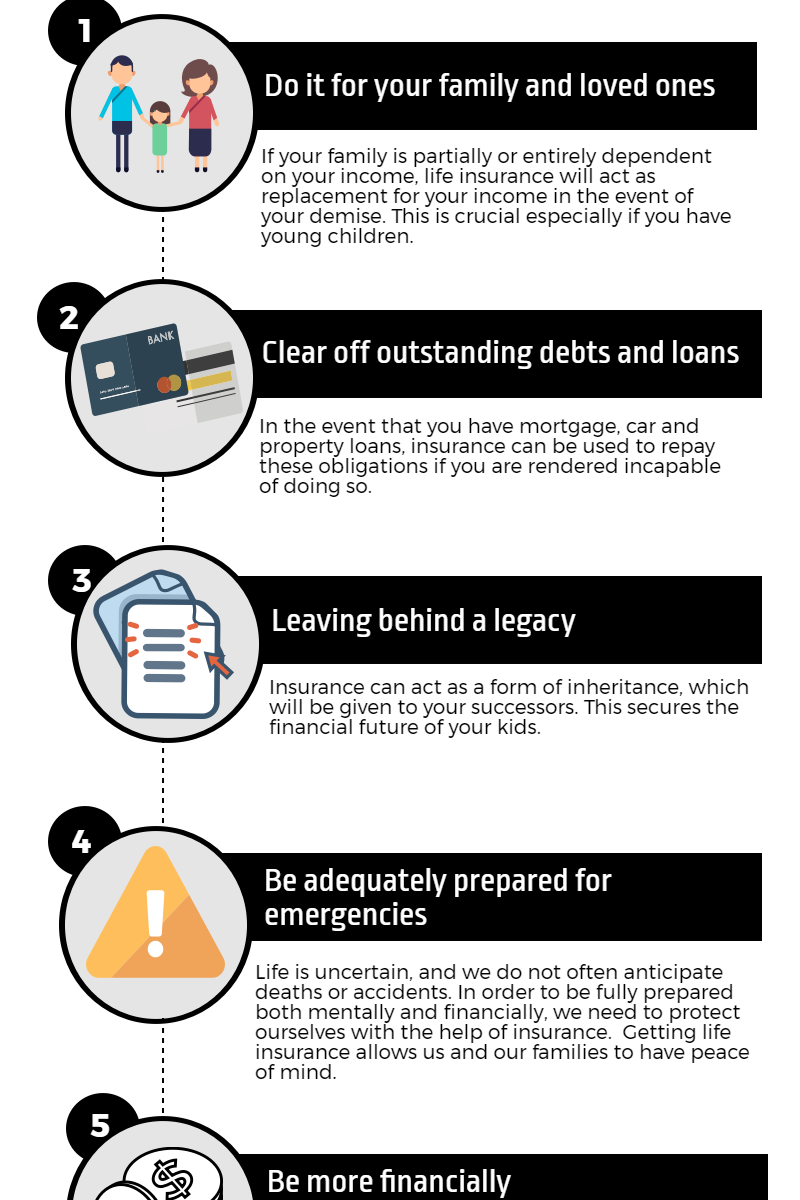 1
Do it for your family and loved ones
If your family is partially or entirely dependent
on your income, life insurance will act as
replacement for your income in the event of
your demise. This is crucial especially if you have
young children.
2
BANK
Clear off outstanding debts and loans
In the event that you have mortgage, car and
property loans, insurance can be used to repay
these obligations if you are rendered incapable
of doing so.
3
Leaving behind a legacy
Insurance can act as a form of inheritance, which
will be given to your successors. This secures the
financial future of your kids.
4
Be adequately prepared for
emergencies
Life is uncertain, and we do not often anticipate
deaths or accidents. In order to be fully prepared
both mentally and financially, we need to protect
ourselves with the help of insurance.  Getting life
insurance allows us and our families to have peace
of mind.
5
$
Be more financially